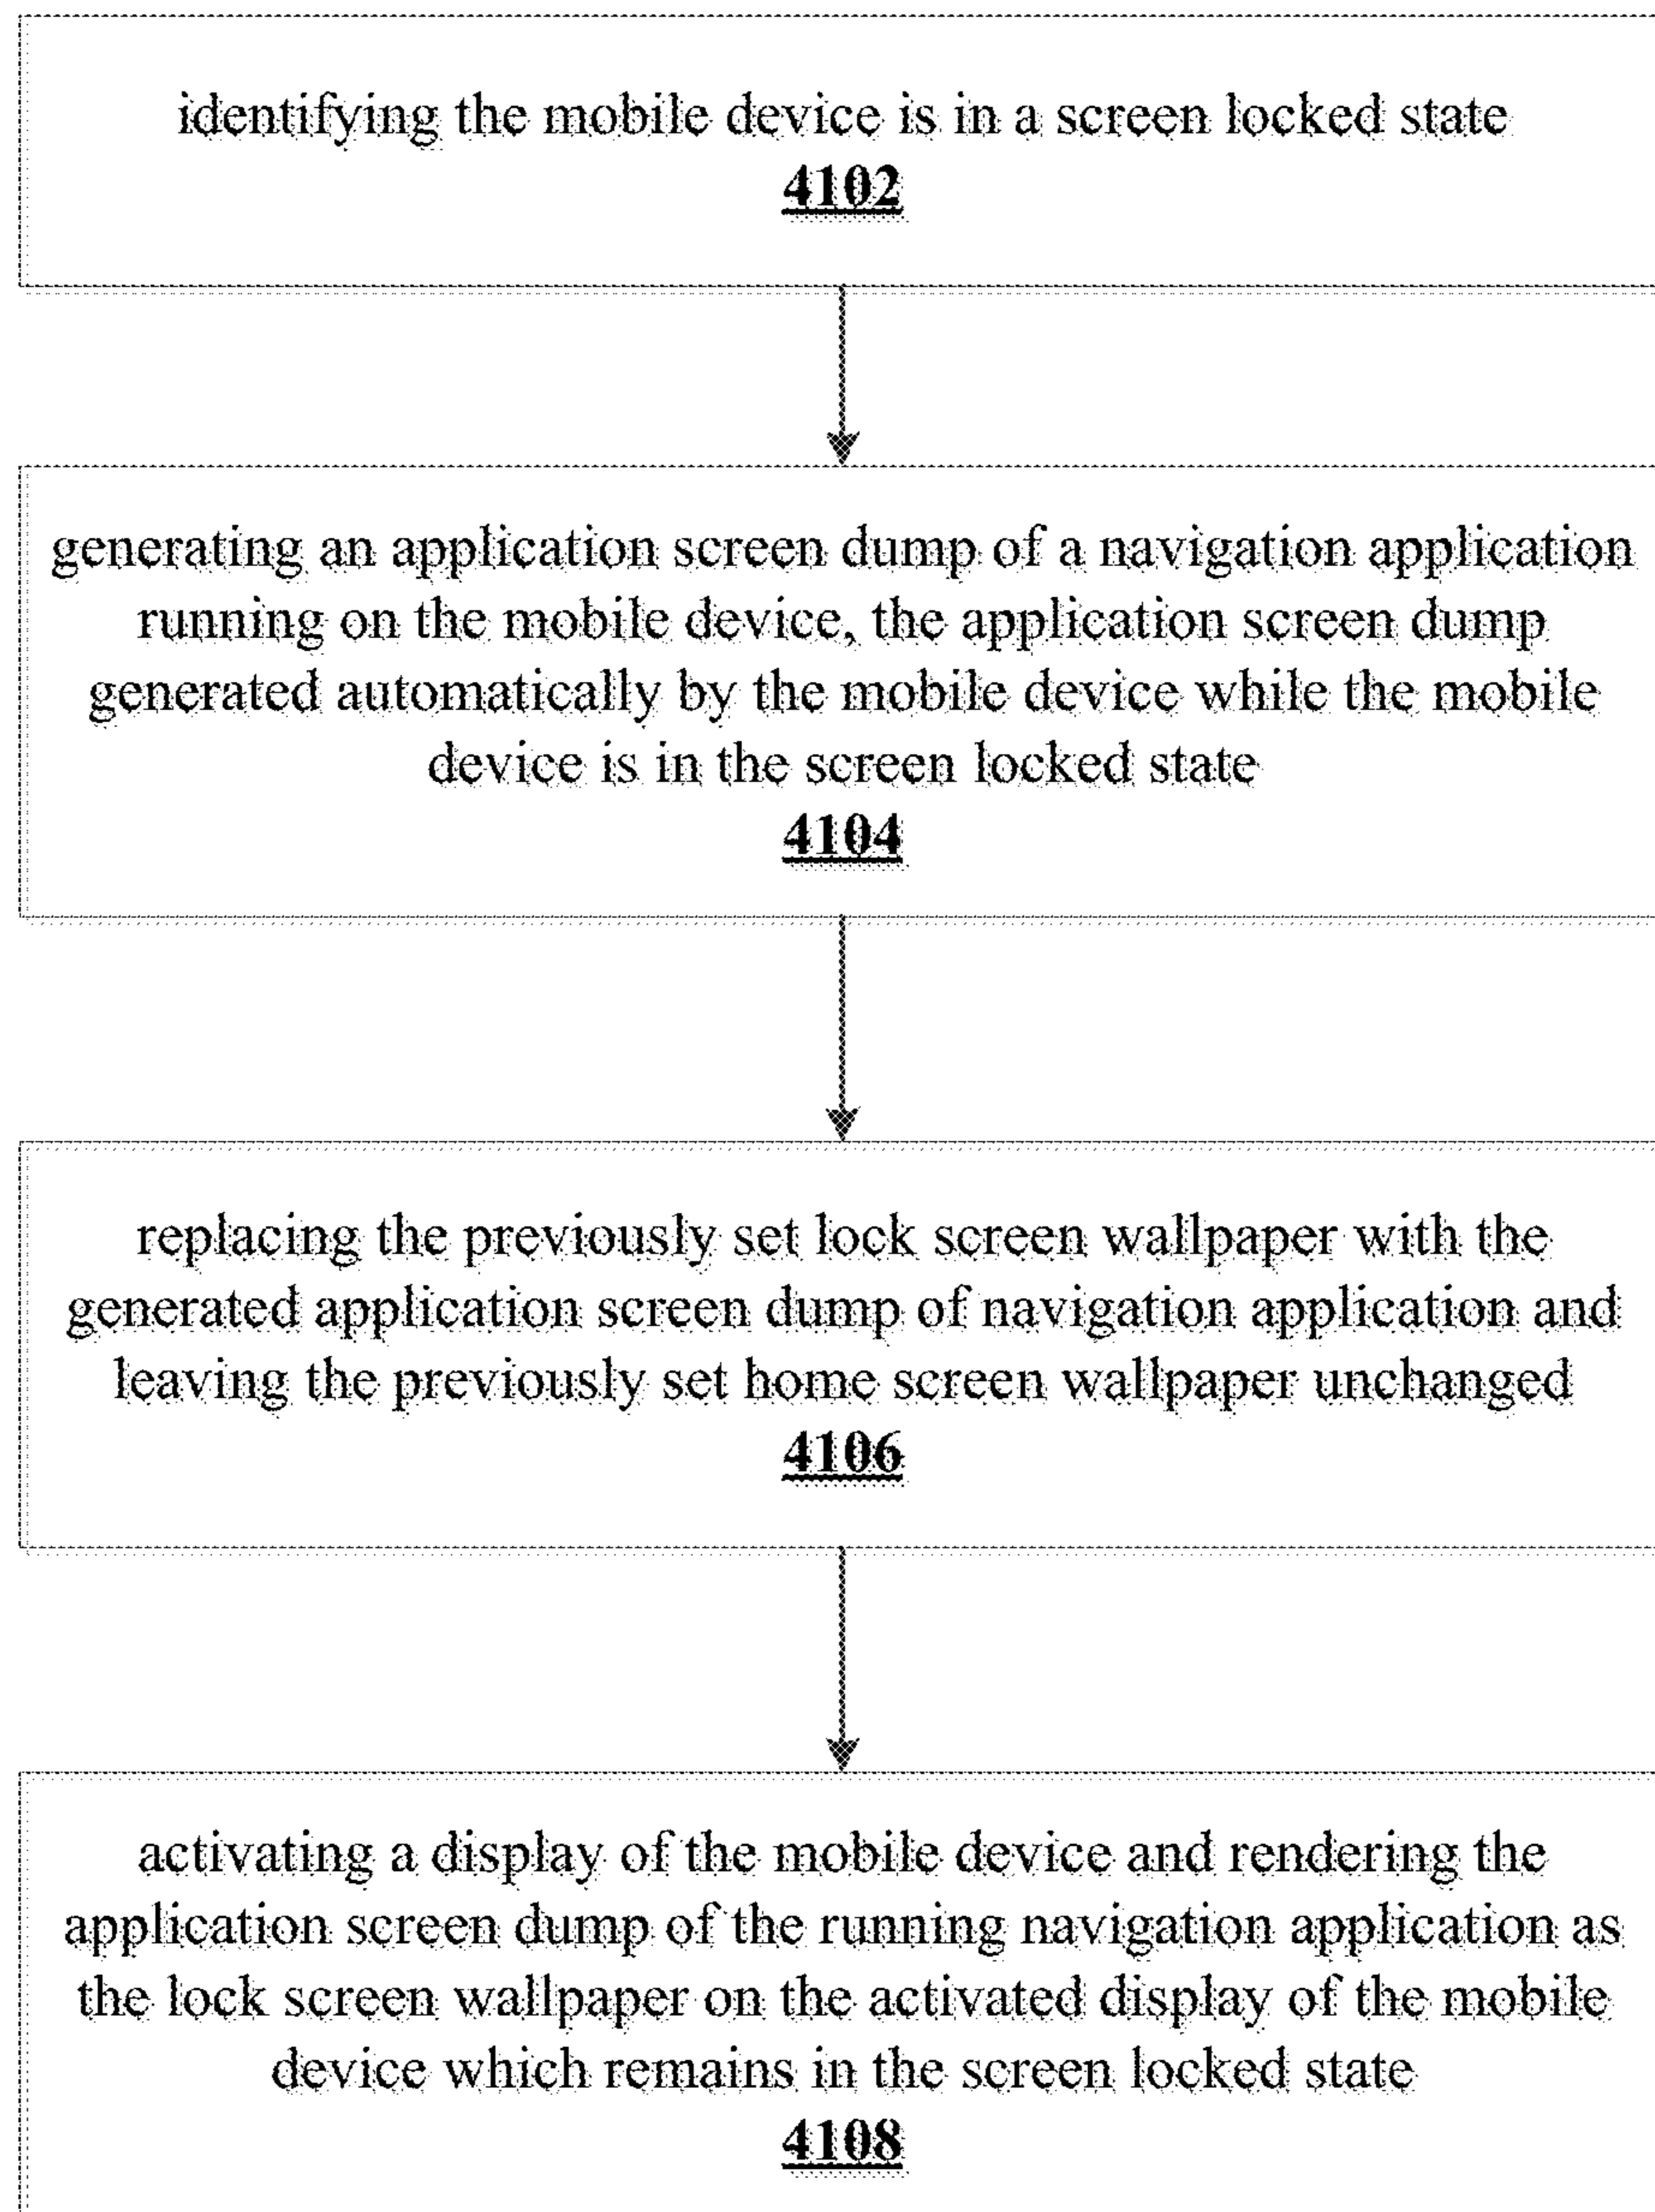 identifying the mobile device is in a screen locked state
4102
generating an application screen dump of a navigation application
running on the mobile device, the application screen dump
generated automatically by the mobile device while the mobile
device is in the screen locked state
4104
replacing the previously set lock screen wallpaper with the
generated application screen dump of navigation application and
leaving the previously set home screen wallpaper unchanged
4106
activating a display of the mobile device and rendering the
application screen dump of the running navigation application as
the lock screen wallpaper on the activated display of the mobile
device which remains in the screen locked state
4108